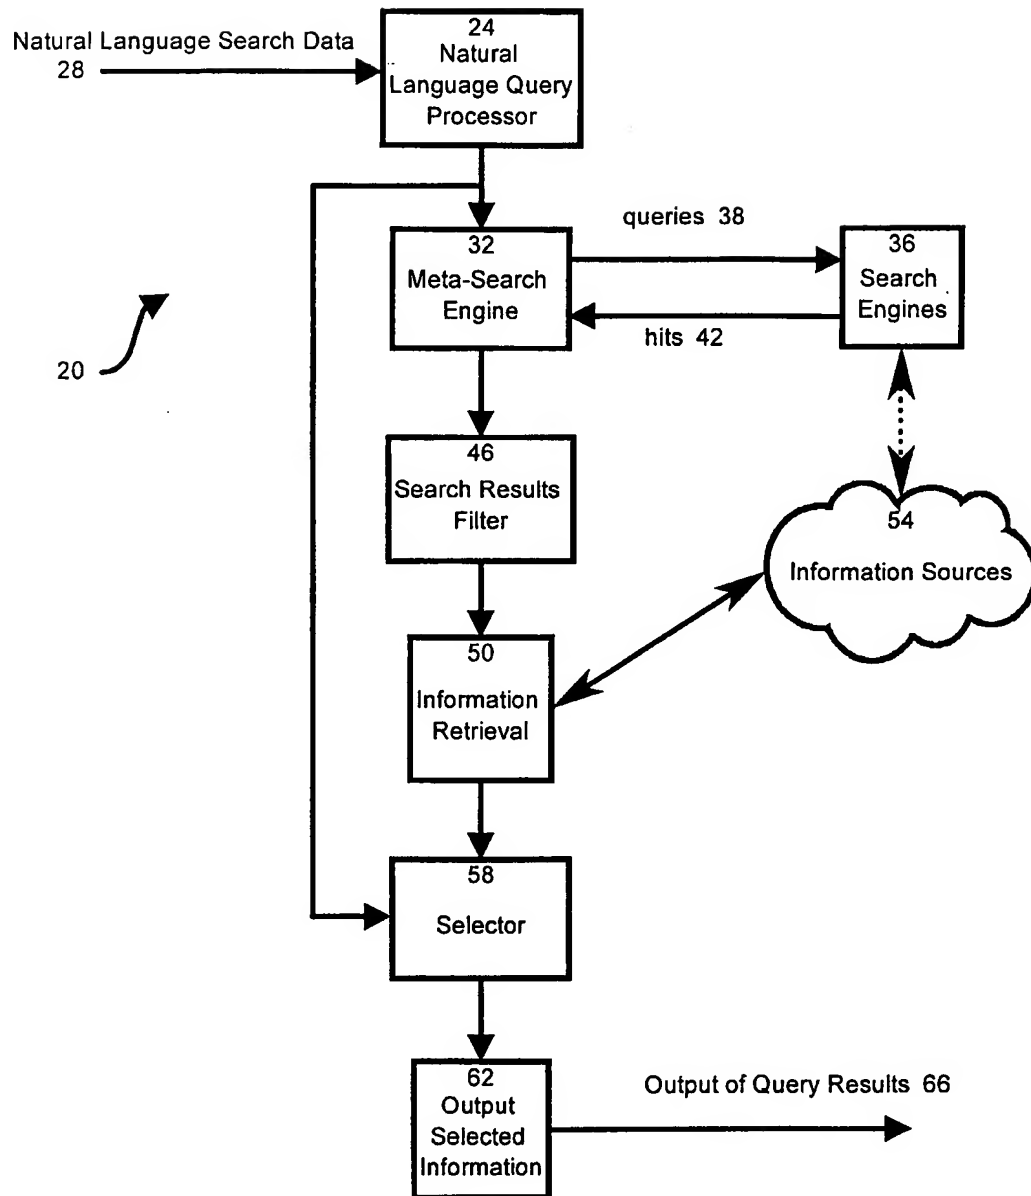 Natural Language Search Data
28
24
Natural
Language Query
Processor
queries 38
32
Meta-Search
Engine
36
Search
Engines
hits 42
20
46
Search Results
Filter
54
Information Sources
50
Information
Retrieval
58
Selector
62
Output
Selected
Information
Output of Query Results 66